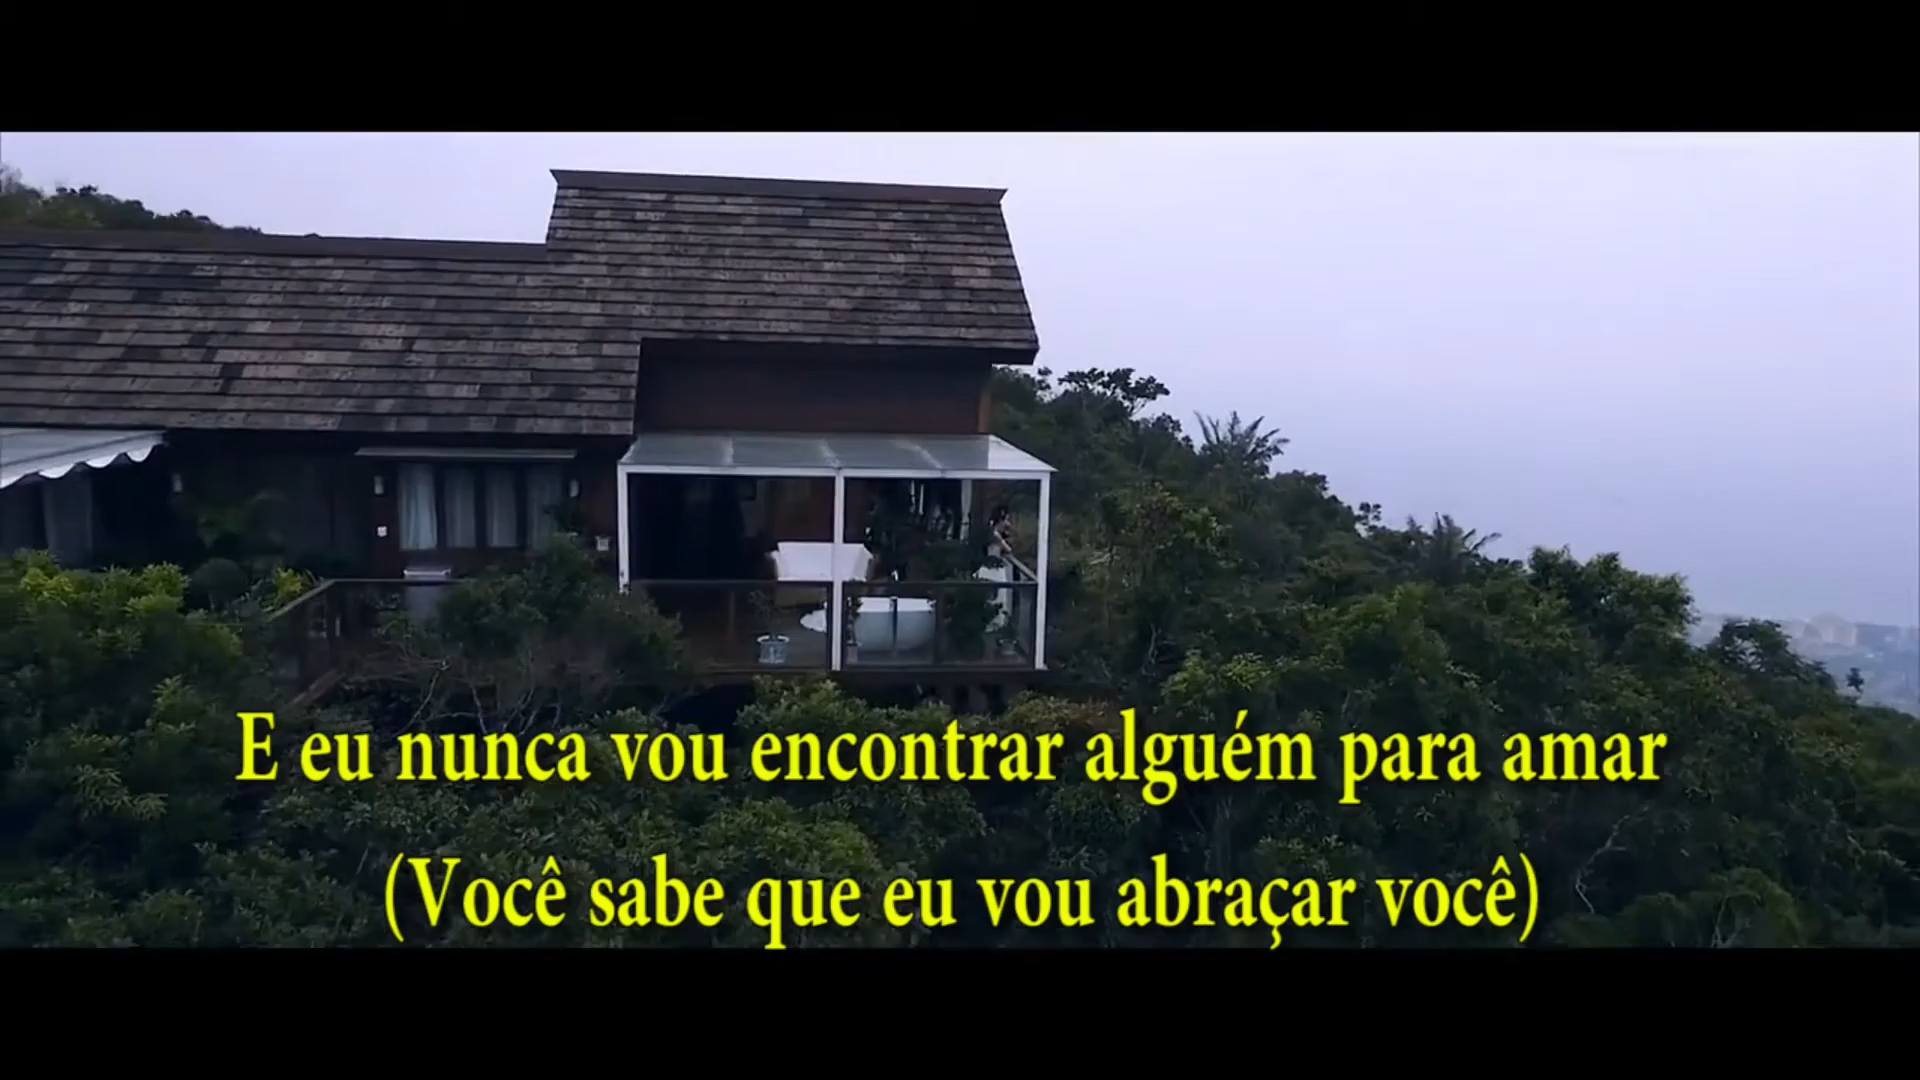 E eu nunca vou encontrar alguém para amar
(Você sabe que eu vou abraçar você)